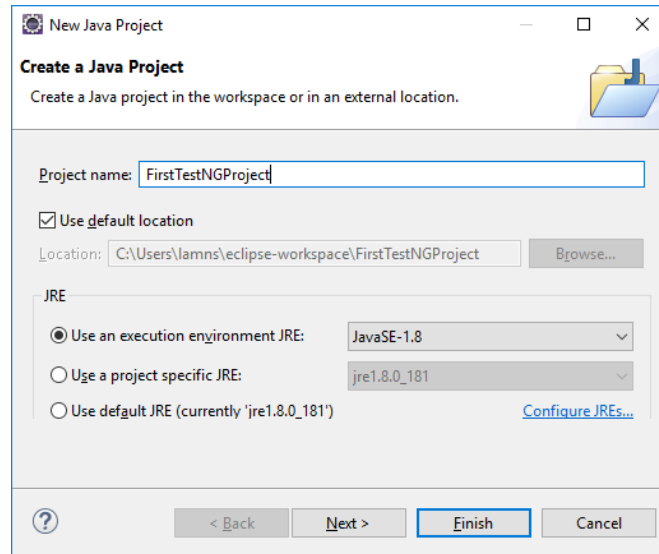 New Java Project
Create a Java Project
Create a Java project in the workspace or in an external location.
Project name: FirstTestNGProject
Use default location
Location: C:\Users\lamns\eclipse-workspace\FirstTestNGProject Browse...
JRE
Use an execution environment JRE: JavaSE-1.8
Use a project specific JRE: jre1.8.0_181
Use default JRE (currently 'jre1.8.0_181') Configure JREs...
? < Back Next > Finish Cancel